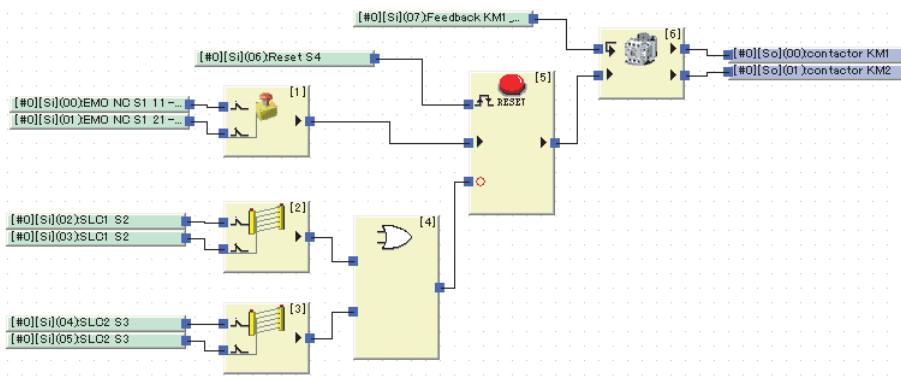 [#0][Si](07):Feedback KM1_...
[6]
[#0][So](00):contactor KM1
[#0][So](01):contactor KM2
[#0][Si](06):Reset S4
[5]
RESET
[#0][Si](00):EMO NC S1 11-...
[#0][Si](01):EMO NC S1 21-...
[1]
[#0][Si](02):SLC1 S2
[#0][Si](03):SLC1 S2
[2]
[4]
[#0][Si](04):SLC2 S3
[#0][Si](05):SLC2 S3
[3]